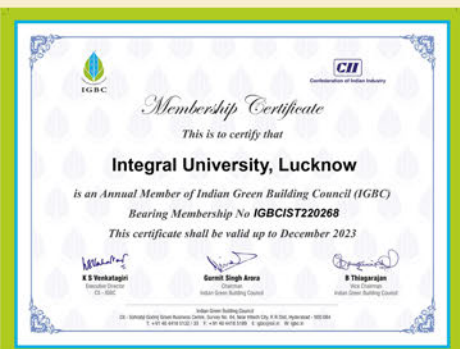 IGBC
CII
Confederation of Indian Industry
Membership Certificate
This is to certify that
Integral University, Lucknow
is an Annual Member of Indian Green Building Council (IGBC)
Bearing Membership No IGBCIST220268
This certificate shall be valid up to December 2023
K S Venkatagiri
Executive Director
CII - IGBC
Gurmit Singh Arora
Chairman
Indian Green Building Council
B Thiagarajan
Vice Chairman
Indian Green Building Council
Indian Green Building Council